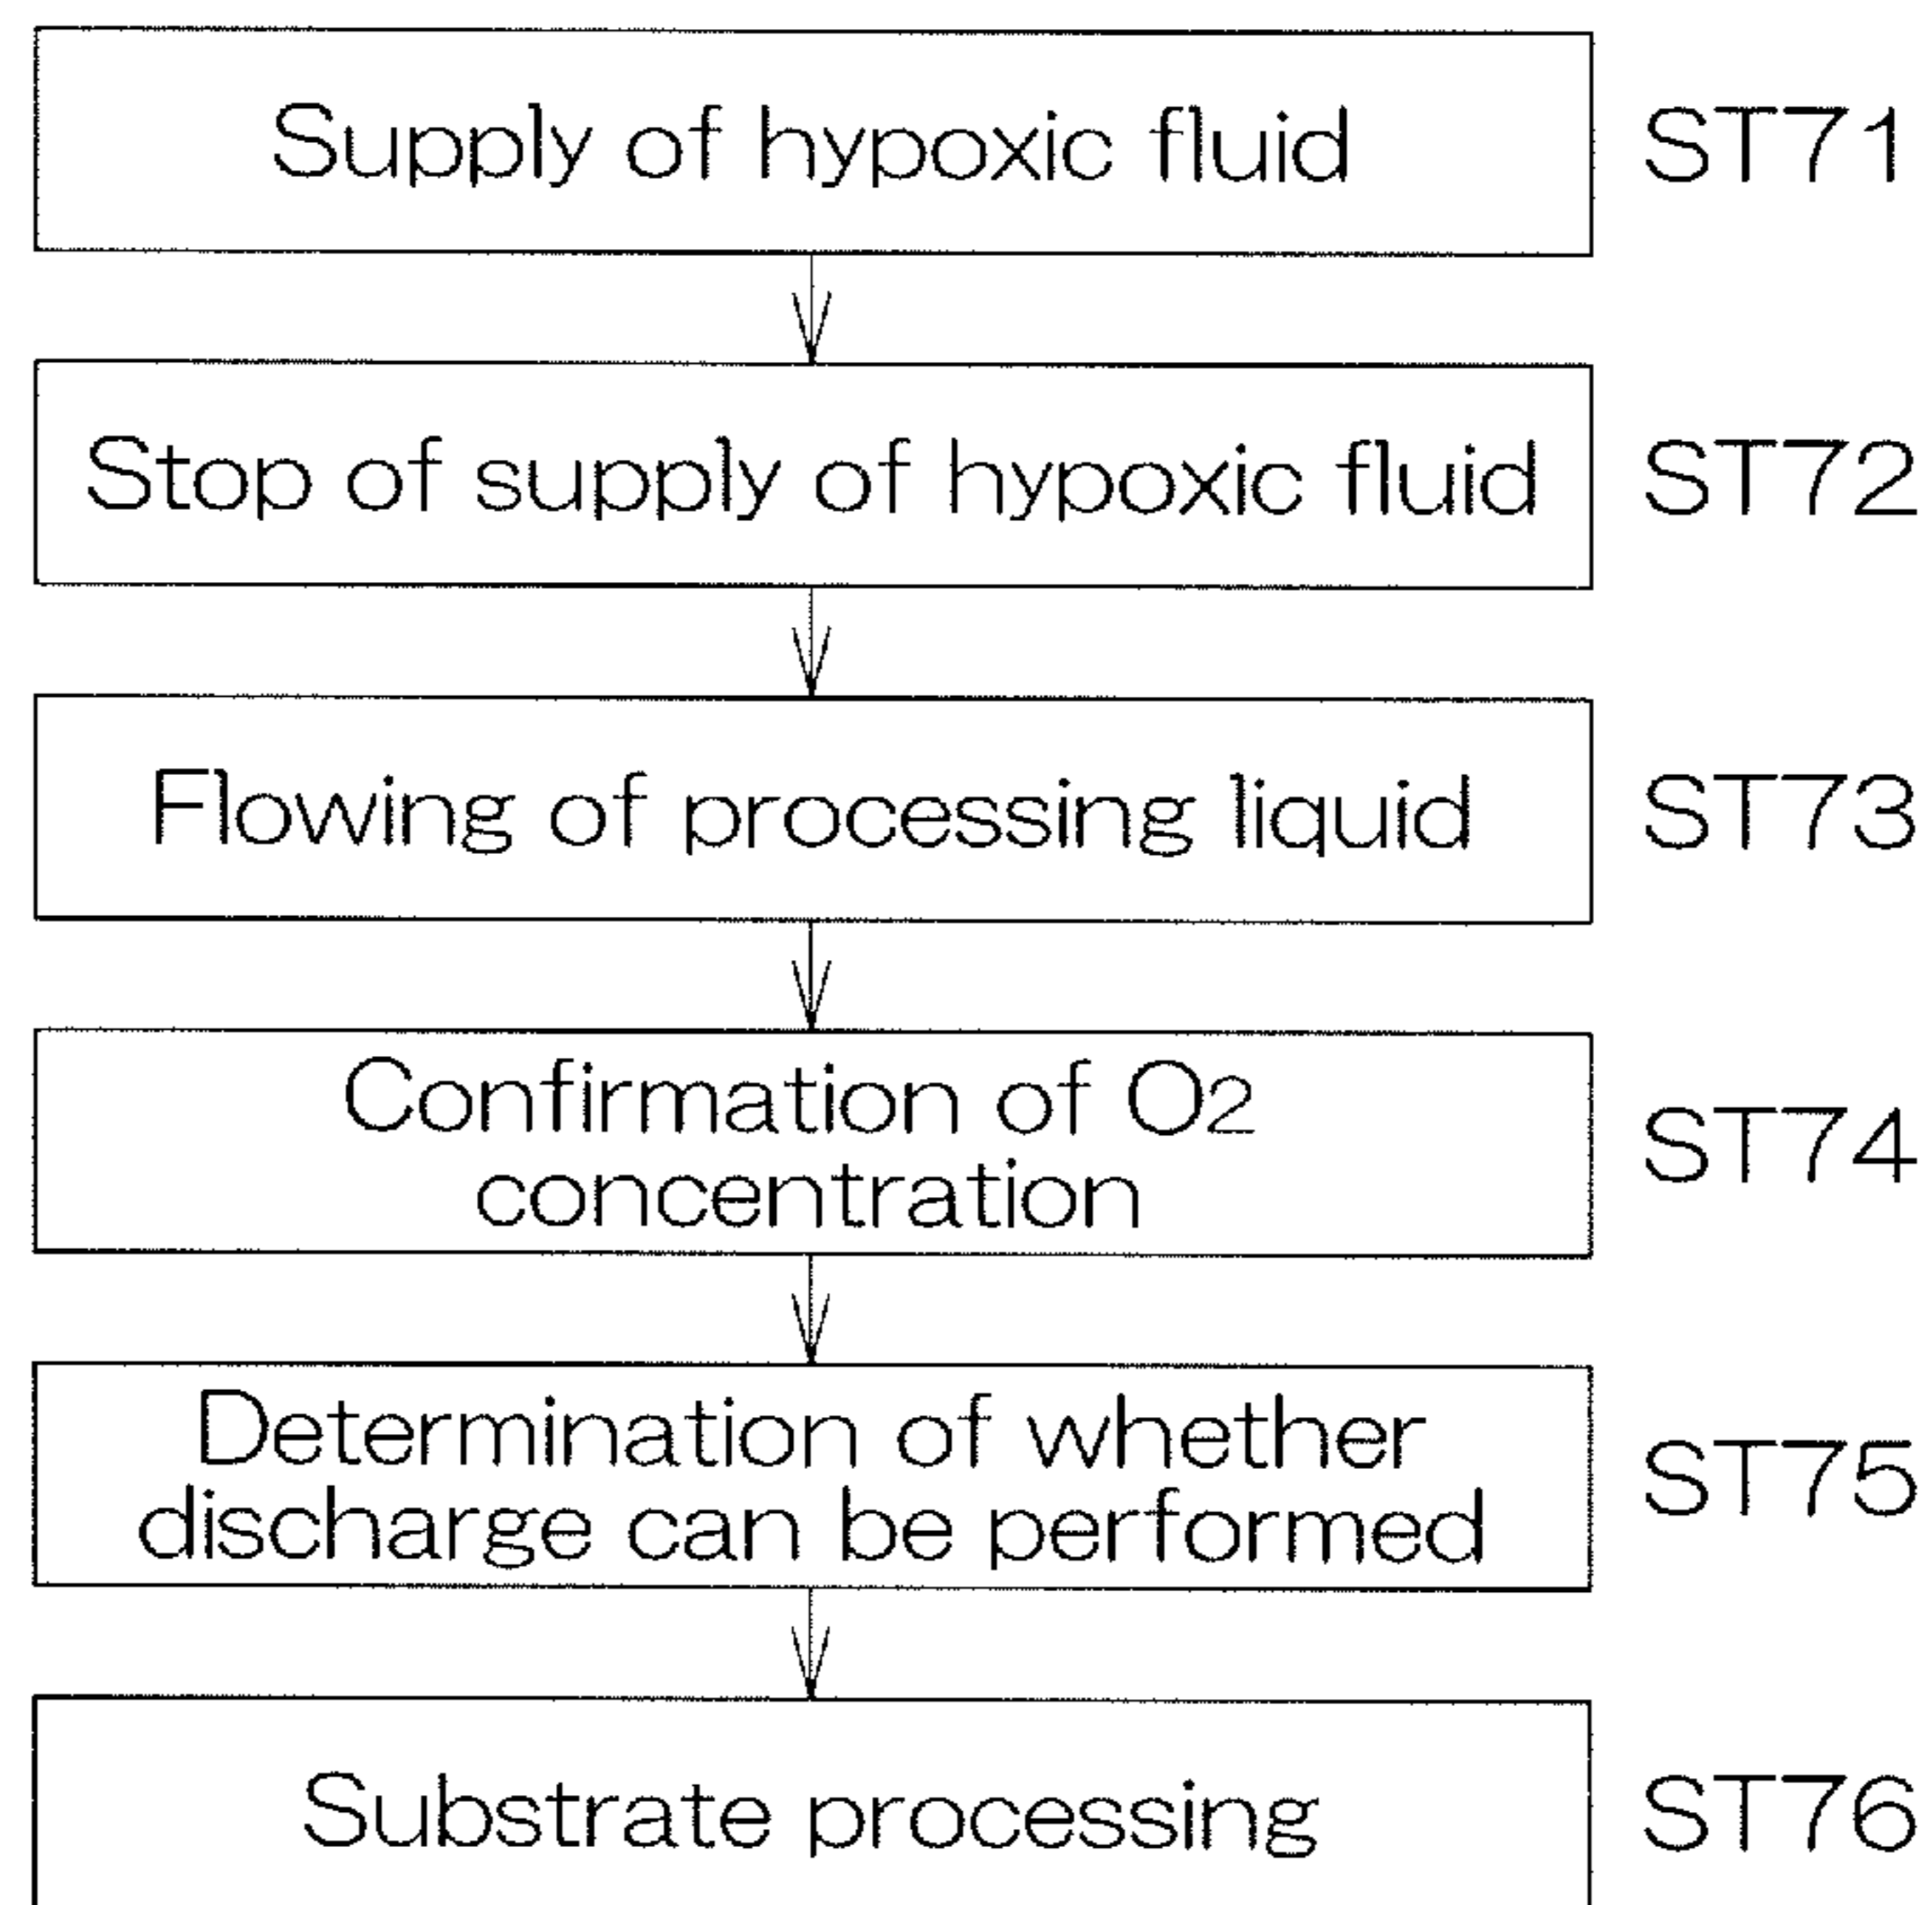 Supply of hypoxic fluid ST71
Stop of supply of hypoxic fluid ST72
Flowing of processing liquid ST73
Confirmation of O2
concentration ST74
Determination of whether
discharge can be performed ST75
Substrate processing ST76